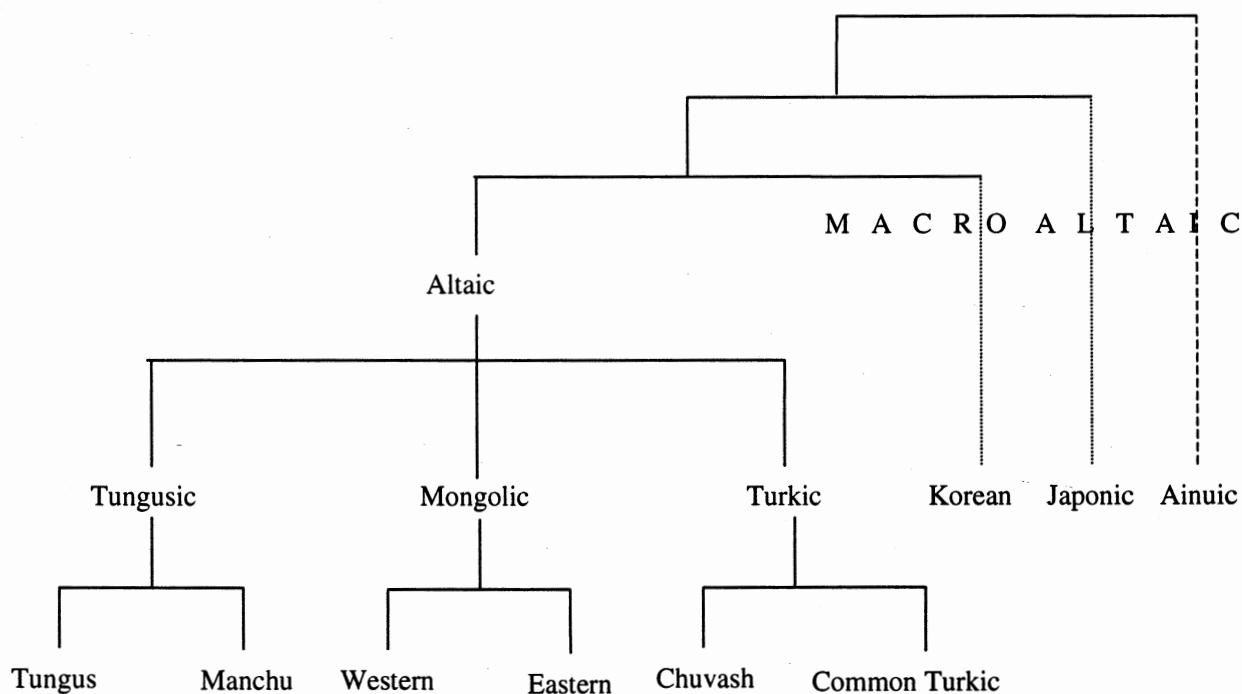 M A C R O A L T A I C
Altaic
Tungusic Mongolic Turkic Korean Japonic Ainuic
Tungus Manchu Western Eastern Chuvash Common Turkic